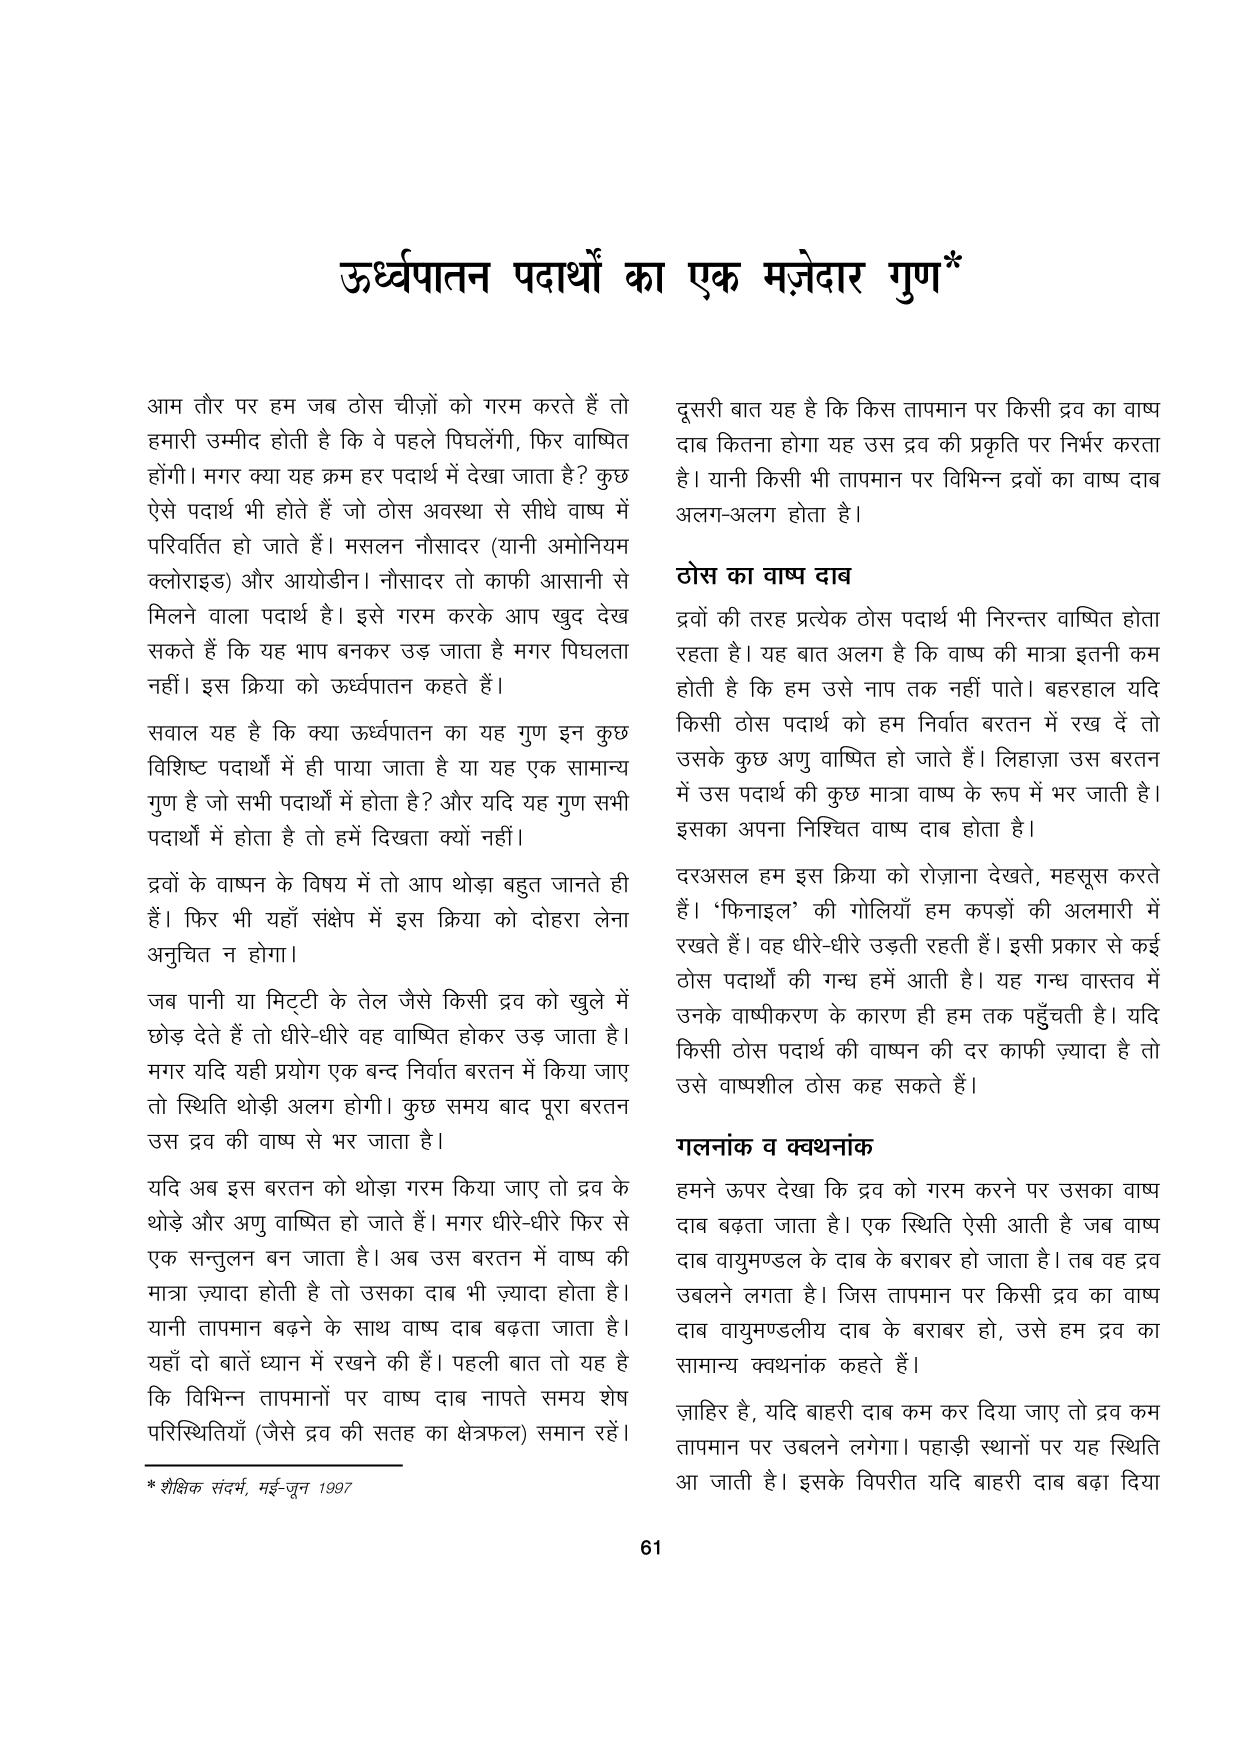 ऊर्ध्वपातन पदार्थों का एक मज़ेदार गुण*
आम तौर पर हम जब ठोस चीज़ों को गरम करते हैं तो
हमारी उम्मीद होती है कि वे पहले पिघलेंगी, फिर वाष्पित
होंगी। मगर क्या यह क्रम हर पदार्थ में देखा जाता है? कुछ
ऐसे पदार्थ भी होते हैं जो ठोस अवस्था से सीधे वाष्प में
परिवर्तित हो जाते हैं। मसलन नौसादर (यानी अमोनियम
क्लोराइड) और आयोडीन। नौसादर तो काफी आसानी से
मिलने वाला पदार्थ है। इसे गरम करके आप खुद देख
सकते हैं कि यह भाप बनकर उड़ जाता है मगर पिघलता
नहीं। इस क्रिया को ऊर्ध्वपातन कहते हैं।
सवाल यह है कि क्या ऊर्ध्वपातन का यह गुण इन कुछ
विशिष्ट पदार्थों में ही पाया जाता है या यह एक सामान्य
गुण है जो सभी पदार्थों में होता है? और यदि यह गुण सभी
पदार्थों में होता है तो हमें दिखता क्यों नहीं।
द्रवों के वाष्पन के विषय में तो आप थोड़ा बहुत जानते ही
हैं। फिर भी यहाँ संक्षेप में इस क्रिया को दोहरा लेना
अनुचित न होगा।
जब पानी या मिट्टी के तेल जैसे किसी द्रव को खुले में
छोड़ देते हैं तो धीरे-धीरे वह वाष्पित होकर उड़ जाता है।
मगर यदि यही प्रयोग एक बन्द निर्वात बरतन में किया जाए
तो स्थिति थोड़ी अलग होगी। कुछ समय बाद पूरा बरतन
उस द्रव की वाष्प से भर जाता है।
यदि अब इस बरतन को थोड़ा गरम किया जाए तो द्रव के
थोड़े और अणु वाष्पित हो जाते हैं। मगर धीरे-धीरे फिर से
एक सन्तुलन बन जाता है। अब उस बरतन में वाष्प की
मात्रा ज़्यादा होती है तो उसका दाब भी ज़्यादा होता है।
यानी तापमान बढ़ने के साथ वाष्प दाब बढ़ता जाता है।
यहाँ दो बातें ध्यान में रखने की हैं। पहली बात तो यह है
कि विभिन्न तापमानों पर वाष्प दाब नापते समय शेष
परिस्थितियाँ (जैसे द्रव की सतह का क्षेत्रफल) समान रहें।
* शैक्षिक संदर्भ, मई-जून 1997
दूसरी बात यह है कि किस तापमान पर किसी द्रव का वाष्प
दाब कितना होगा यह उस द्रव की प्रकृति पर निर्भर करता
है। यानी किसी भी तापमान पर विभिन्न द्रवों का वाष्प दाब
अलग-अलग होता है।
ठोस का वाष्प दाब
द्रवों की तरह प्रत्येक ठोस पदार्थ भी निरन्तर वाष्पित होता
रहता है। यह बात अलग है कि वाष्प की मात्रा इतनी कम
होती है कि हम उसे नाप तक नहीं पाते। बहरहाल यदि
किसी ठोस पदार्थ को हम निर्वात बरतन में रख दें तो
उसके कुछ अणु वाष्पित हो जाते हैं। लिहाज़ा उस बरतन
में उस पदार्थ की कुछ मात्रा वाष्प के रूप में भर जाती है।
इसका अपना निश्चित वाष्प दाब होता है।
दरअसल हम इस क्रिया को रोज़ाना देखते, महसूस करते
हैं। ‘फिनाइल’ की गोलियाँ हम कपड़ों की अलमारी में
रखते हैं। वह धीरे-धीरे उड़ती रहती हैं। इसी प्रकार से कई
ठोस पदार्थों की गन्ध हमें आती है। यह गन्ध वास्तव में
उनके वाष्पीकरण के कारण ही हम तक पहुँचती है। यदि
किसी ठोस पदार्थ की वाष्पन की दर काफी ज़्यादा है तो
उसे वाष्पशील ठोस कह सकते हैं।
गलनांक व क्वथनांक
हमने ऊपर देखा कि द्रव को गरम करने पर उसका वाष्प
दाब बढ़ता जाता है। एक स्थिति ऐसी आती है जब वाष्प
दाब वायुमण्डल के दाब के बराबर हो जाता है। तब वह द्रव
उबलने लगता है। जिस तापमान पर किसी द्रव का वाष्प
दाब वायुमण्डलीय दाब के बराबर हो, उसे हम द्रव का
सामान्य क्वथनांक कहते हैं।
ज़ाहिर है, यदि बाहरी दाब कम कर दिया जाए तो द्रव कम
तापमान पर उबलने लगेगा। पहाड़ी स्थानों पर यह स्थिति
आ जाती है। इसके विपरीत यदि बाहरी दाब बढ़ा दिया
61